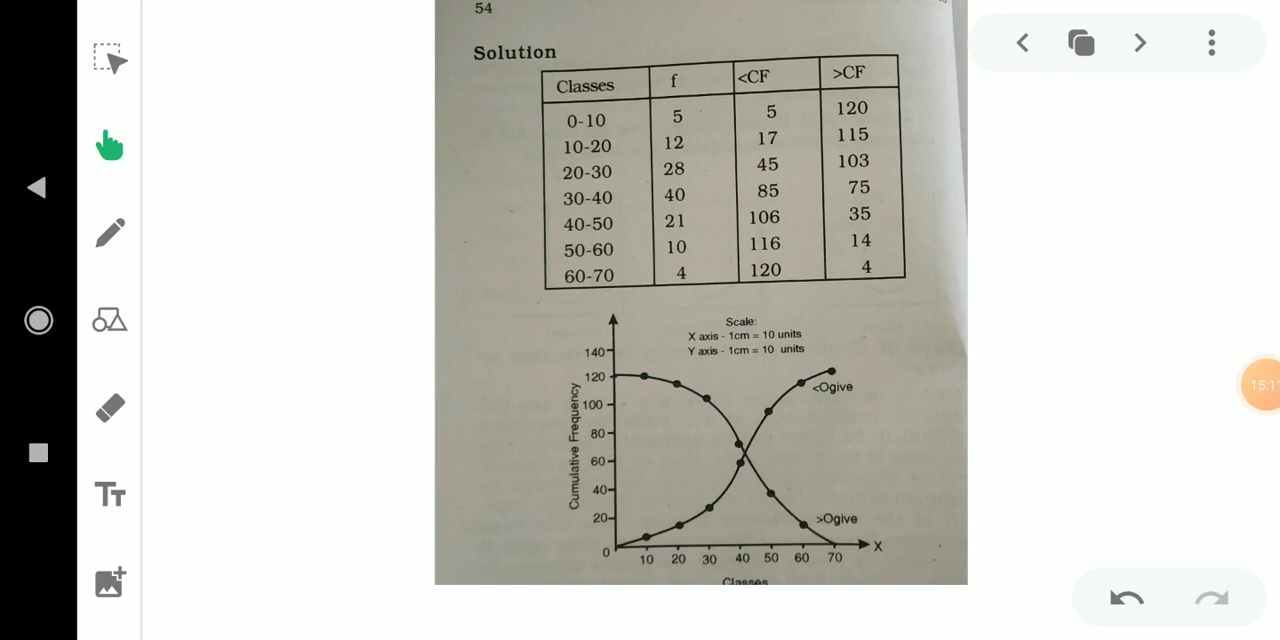 54
Solution
Classes f <CF >CF
0-10 5 5 120
10-20 12 17 115
20-30 28 45 103
30-40 40 85 75
40-50 21 106 35
50-60 10 116 14
60-70 4 120 4
Scale:
X axis - 1cm = 10 units
Y axis - 1cm = 10 units
140
120
100
80
60
40
20
0
Cumulative Frequency
<Ogive
>Ogive
X
10 20 30 40 50 60 70
Classes
Tт